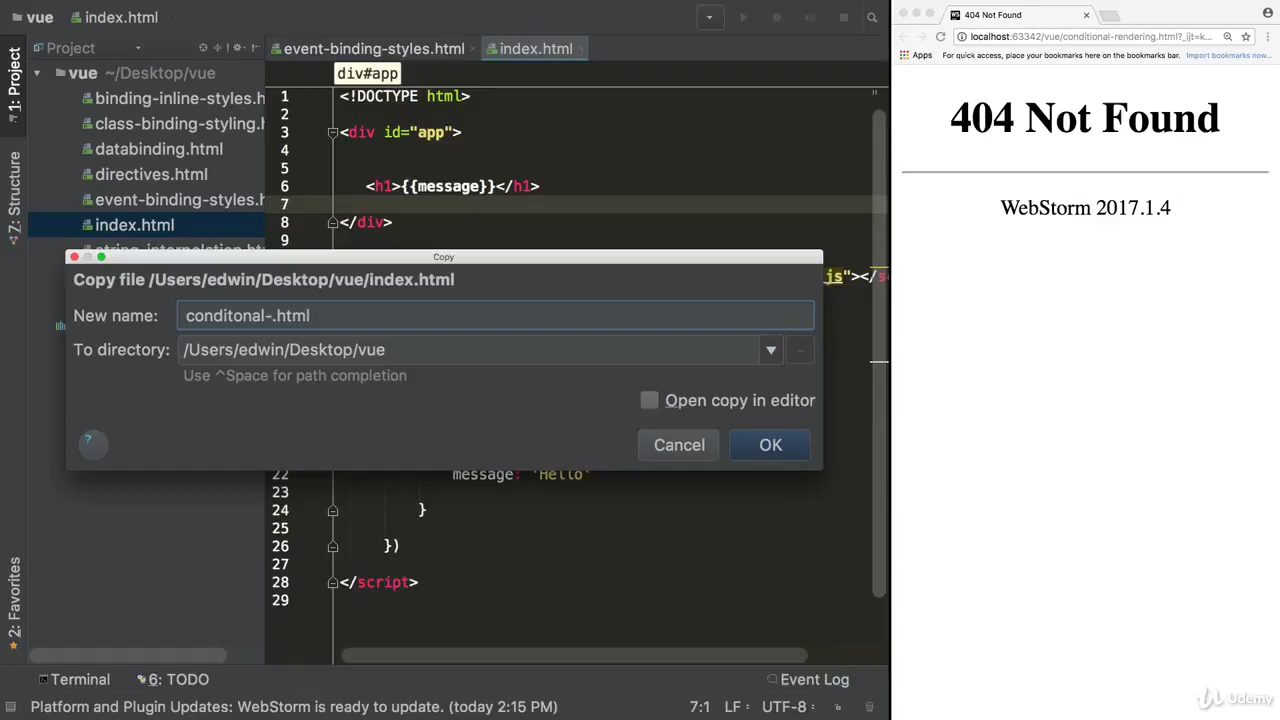 vue
index.html
404 Not Found
localhost:63342/vue/conditional-rendering.html?_ijt=k...
Apps
For quick access, place your bookmarks here on the bookmarks bar.
Import bookmarks now...
404 Not Found
WebStorm 2017.1.4
1: Project
Z: Structure
2: Favorites
Project
vue ~/Desktop/vue
binding-inline-styles.h
class-binding-styling.
databinding.html
directives.html
event-binding-styles.h
index.html
event-binding-styles.html
index.html
div#app
1 <!DOCTYPE html>
2
3 <div id="app">
4
5
6 <h1>{{message}}</h1>
7
8 </div>
9
js"></s
Copy
Copy file /Users/edwin/Desktop/vue/index.html
New name: conditonal-.html
To directory: /Users/edwin/Desktop/vue
Use ^Space for path completion
Open copy in editor
?
Cancel
OK
22 message: 'Hello'
23
24 }
25
26 })
27
28 </script>
29
Terminal
6: TODO
Event Log
Platform and Plugin Updates: WebStorm is ready to update. (today 2:15 PM)
7:1
LF
UTF-8
Udemy